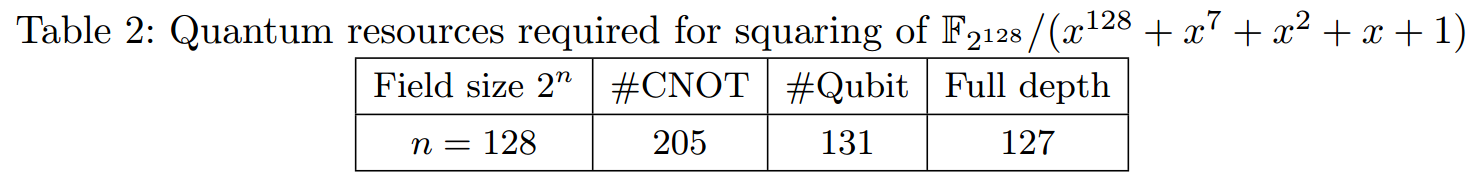 Table 2: Quantum resources required for squaring of 𝔽_{2^{128}}/(x^{128} + x^7 + x^2 + x + 1)
Field size 2^n #CNOT #Qubit Full depth
n = 128 205 131 127